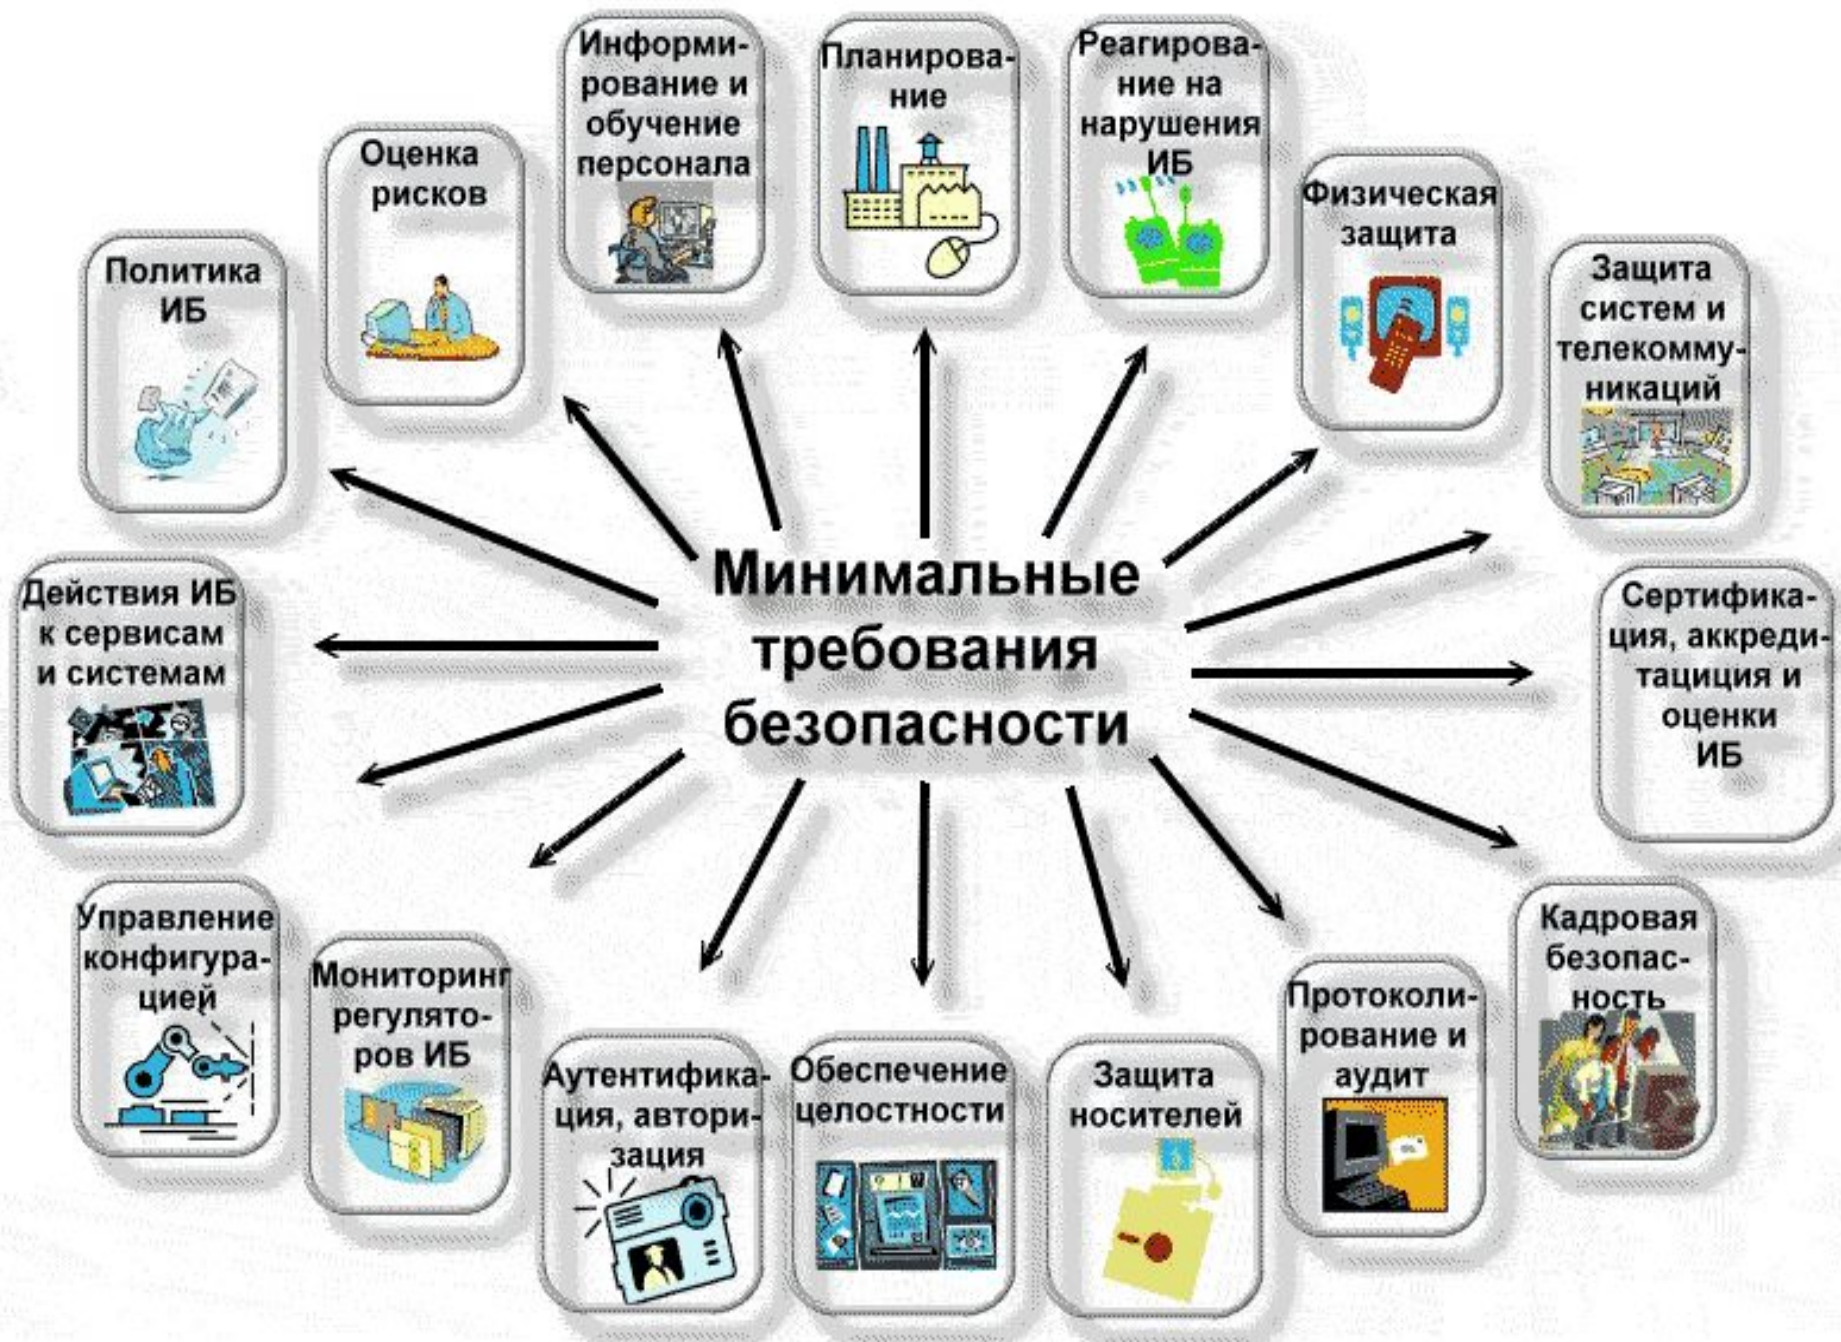 Информи-
рование и
обучение
персонала
Планирова-
ние
Реагирова-
ние на
нарушения
ИБ
Оценка
рисков
Физическая
защита
Политика
ИБ
Защита
систем и
телекомму-
никаций
Минимальные
требования
безопасности
Действия ИБ
к сервисам
и системам
Сертифика-
ция, аккреди-
тациция и
оценки
ИБ
Управление
конфигура-
цией
Мониторинг
регулято-
ров ИБ
Аутентифика-
ция, автори-
зация
Обеспечение
целостности
Защита
носителей
Протоколи-
рование и
аудит
Кадровая
безопас-
ность